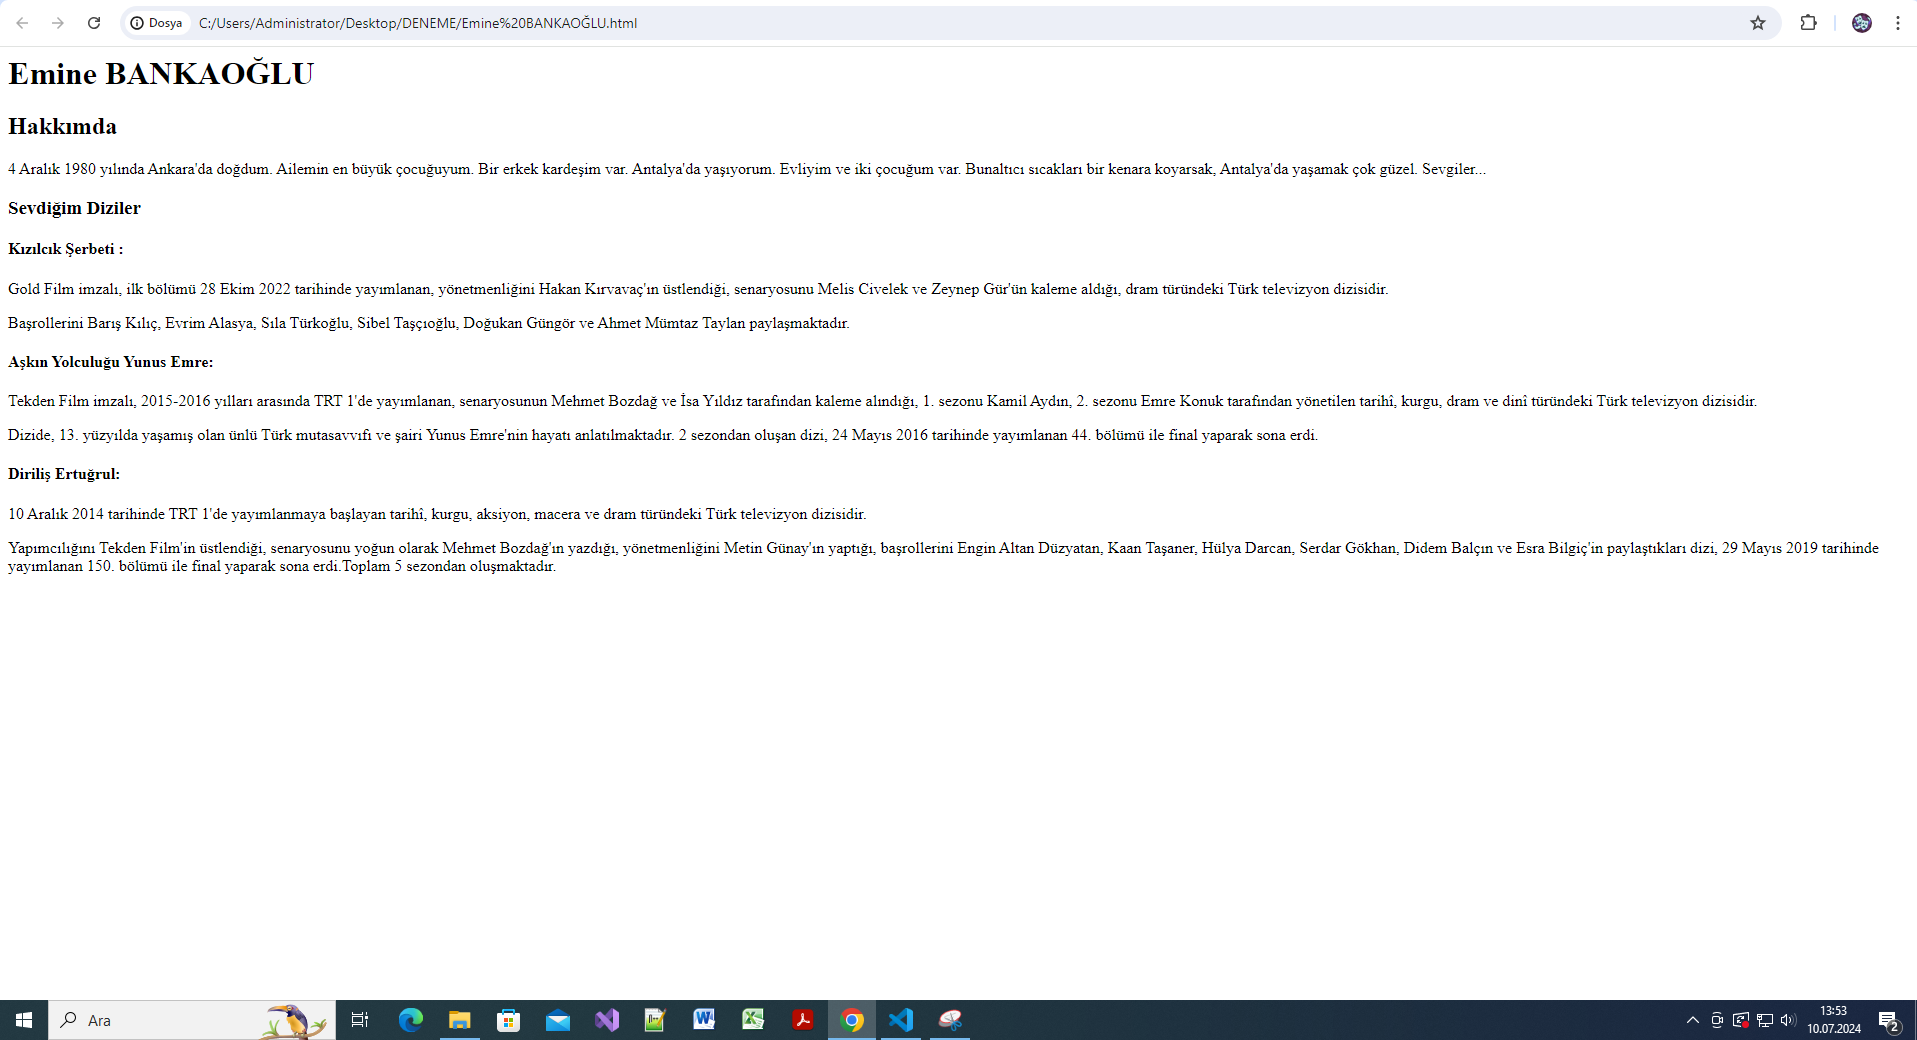 Dosya
C:/Users/Administrator/Desktop/DENEME/Emine%20BANKAOĞLU.html
Emine BANKAOĞLU
Hakkımda
4 Aralık 1980 yılında Ankara'da doğdum. Ailemin en büyük çocuğuyum. Bir erkek kardeşim var. Antalya'da yaşıyorum. Evliyim ve iki çocuğum var. Bunaltıcı sıcakları bir kenara koyarsak, Antalya'da yaşamak çok güzel. Sevgiler...
Sevdiğim Diziler
Kızılcık Şerbeti :
Gold Film imzalı, ilk bölümü 28 Ekim 2022 tarihinde yayımlanan, yönetmenliğini Hakan Kırvavaç'ın üstlendiği, senaryosunu Melis Civelek ve Zeynep Gür'ün kaleme aldığı, dram türündeki Türk televizyon dizisidir.
Başrollerini Barış Kılıç, Evrim Alasya, Sıla Türkoğlu, Sibel Taşçıoğlu, Doğukan Güngör ve Ahmet Mümtaz Taylan paylaşmaktadır.
Aşkın Yolculuğu Yunus Emre:
Tekden Film imzalı, 2015-2016 yılları arasında TRT 1'de yayımlanan, senaryosunun Mehmet Bozdağ ve İsa Yıldız tarafından kaleme alındığı, 1. sezonu Kamil Aydın, 2. sezonu Emre Konuk tarafından yönetilen tarihî, kurgu, dram ve dinî türündeki Türk televizyon dizisidir.
Dizide, 13. yüzyılda yaşamış olan ünlü Türk mutasavvıfı ve şairi Yunus Emre'nin hayatı anlatılmaktadır. 2 sezondan oluşan dizi, 24 Mayıs 2016 tarihinde yayımlanan 44. bölümü ile final yaparak sona erdi.
Diriliş Ertuğrul:
10 Aralık 2014 tarihinde TRT 1'de yayımlanmaya başlayan tarihî, kurgu, aksiyon, macera ve dram türündeki Türk televizyon dizisidir.
Yapımcılığını Tekden Film'in üstlendiği, senaryosunu yoğun olarak Mehmet Bozdağ'ın yazdığı, yönetmenliğini Metin Günay'ın yaptığı, başrollerini Engin Altan Düzyatan, Kaan Taşaner, Hülya Darcan, Serdar Gökhan, Didem Balçın ve Esra Bilgiç'in paylaştıkları dizi, 29 Mayıs 2019 tarihinde
yayımlanan 150. bölümü ile final yaparak sona erdi.Toplam 5 sezondan oluşmaktadır.
Ara
13:53
10.07.2024
2